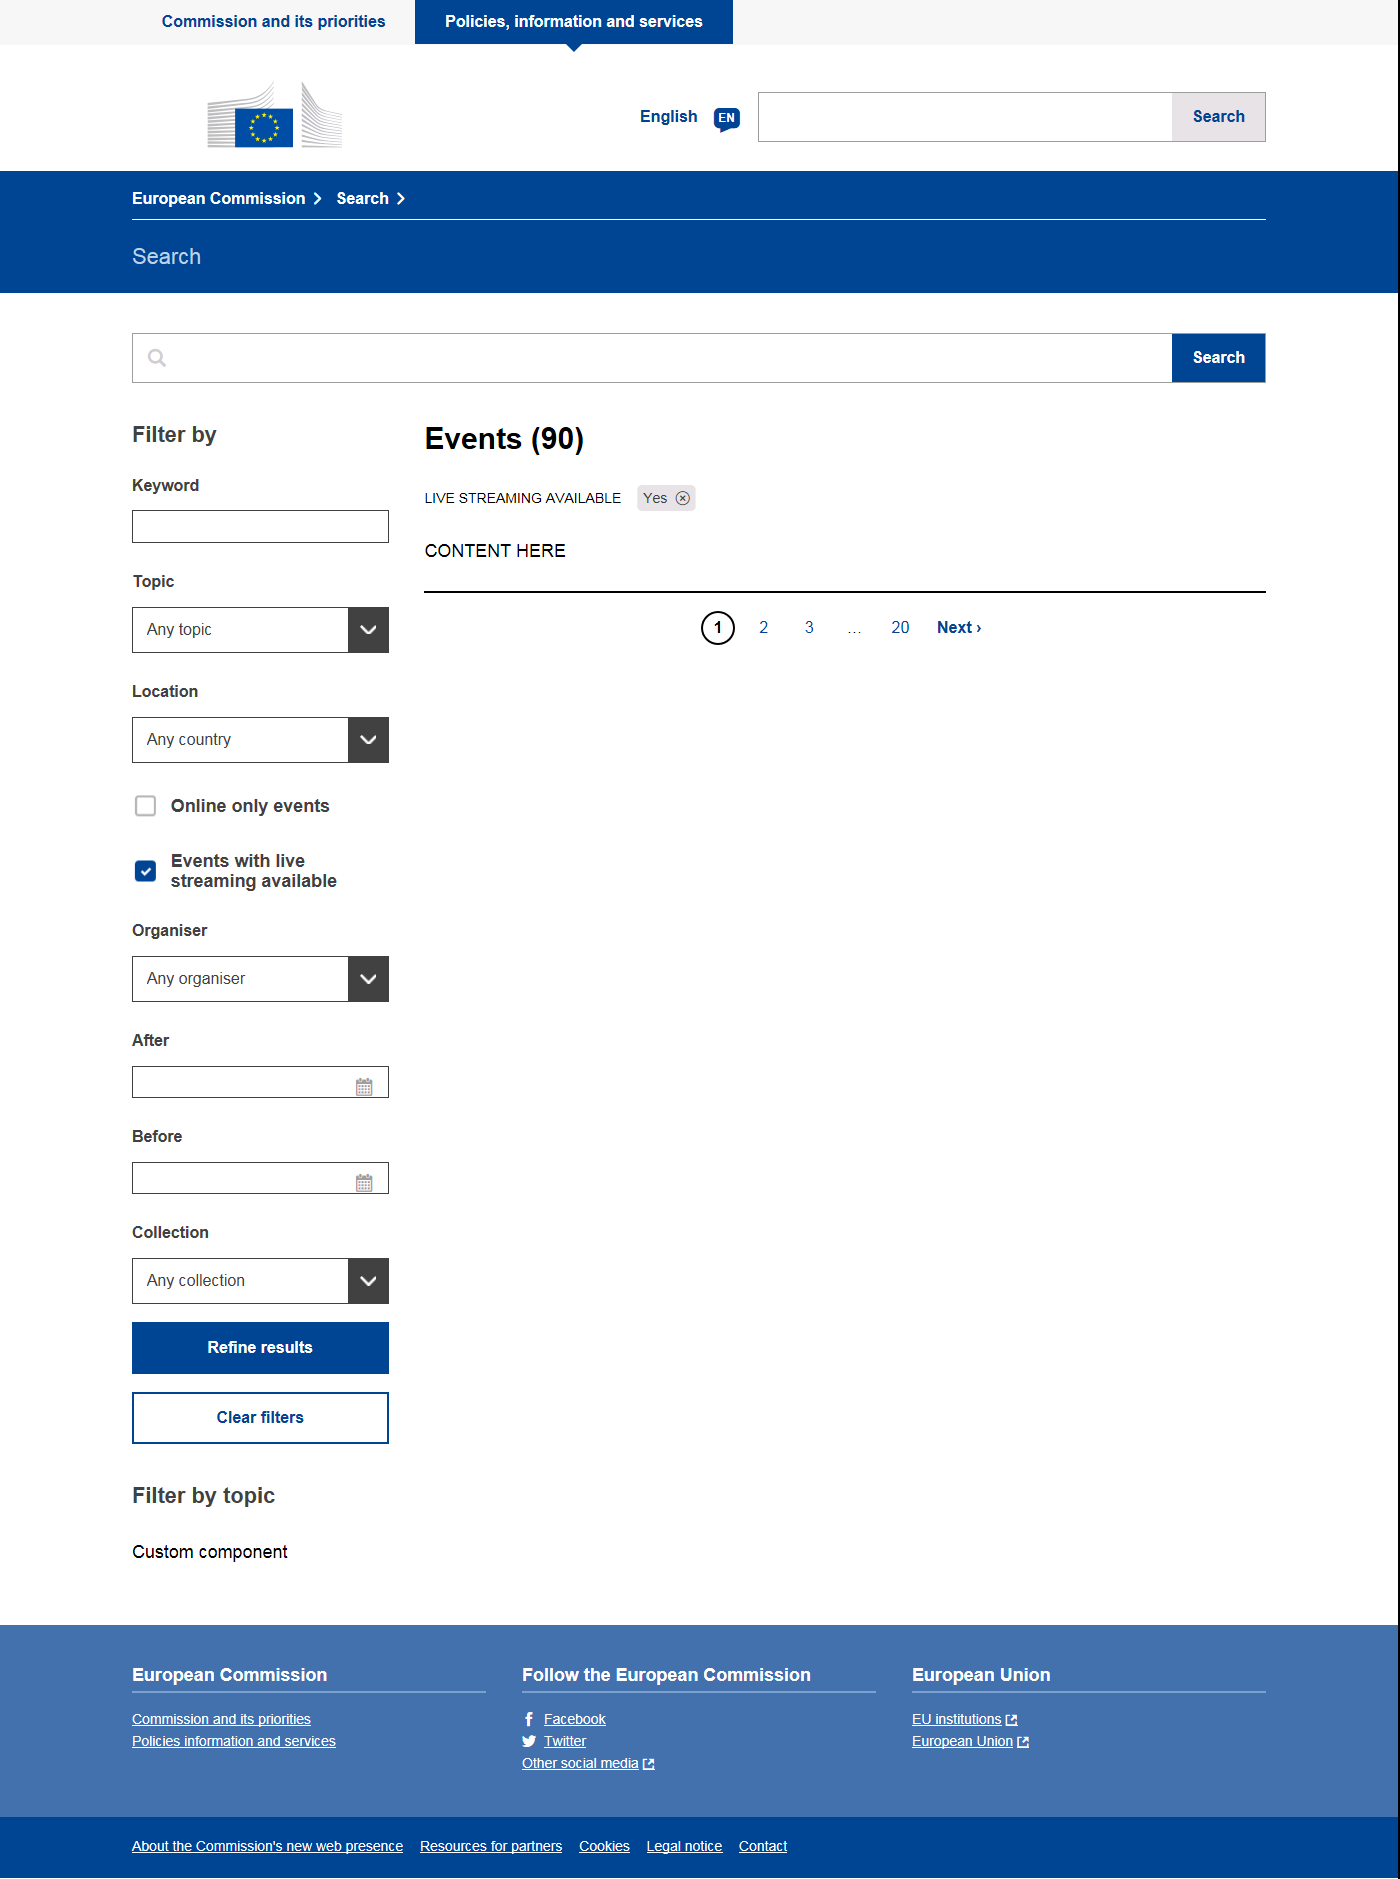 Commission and its priorities
Policies, information and services
English
EN
Search
European Commission
Search
Search
Search
Filter by
Keyword
Topic
Any topic
Location
Any country
Online only events
Events with live
streaming available
Organiser
Any organiser
After
Before
Collection
Any collection
Refine results
Clear filters
Filter by topic
Custom component
Events (90)
LIVE STREAMING AVAILABLE Yes
CONTENT HERE
1 2 3 ... 20 Next ›
European Commission
Commission and its priorities
Policies information and services
Follow the European Commission
Facebook
Twitter
Other social media
European Union
EU institutions
European Union
About the Commission's new web presence Resources for partners Cookies Legal notice Contact